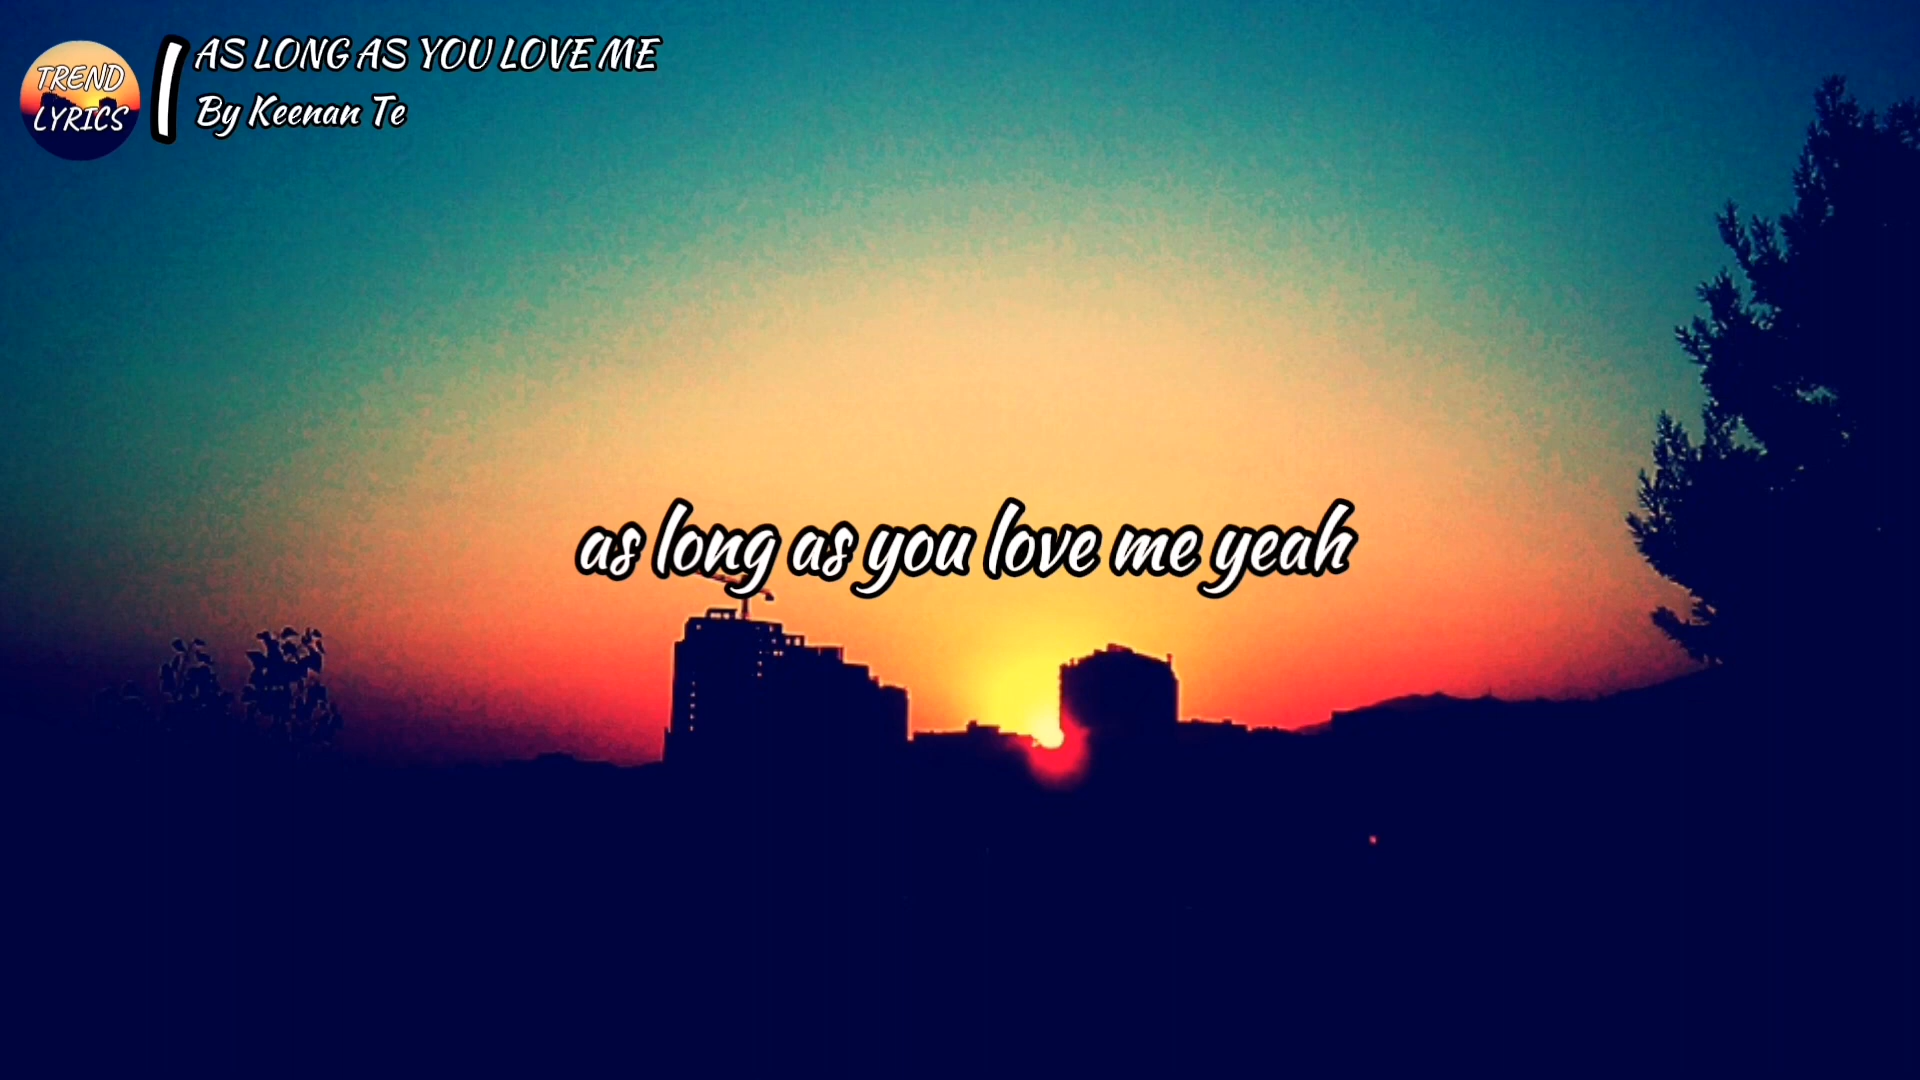 TREND
LYRICS
AS LONG AS YOU LOVE ME
By Keenan Te
as long as you love me yeah